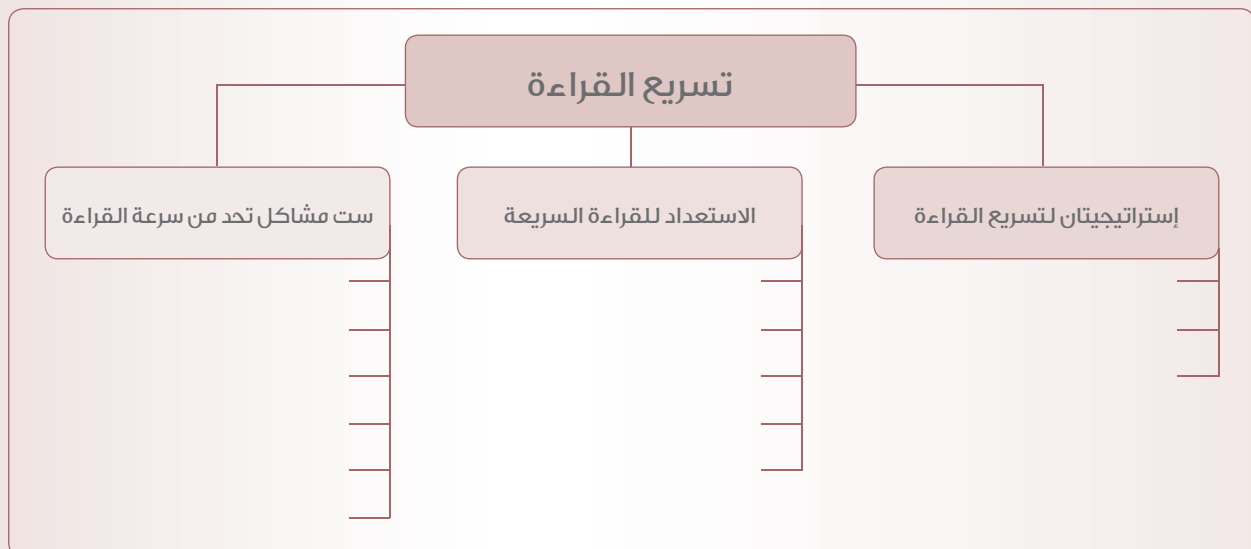 تسريع القراءة
إستراتيجيتان لتسريع القراءة
الاستعداد للقراءة السريعة
ست مشاكل تحد من سرعة القراءة